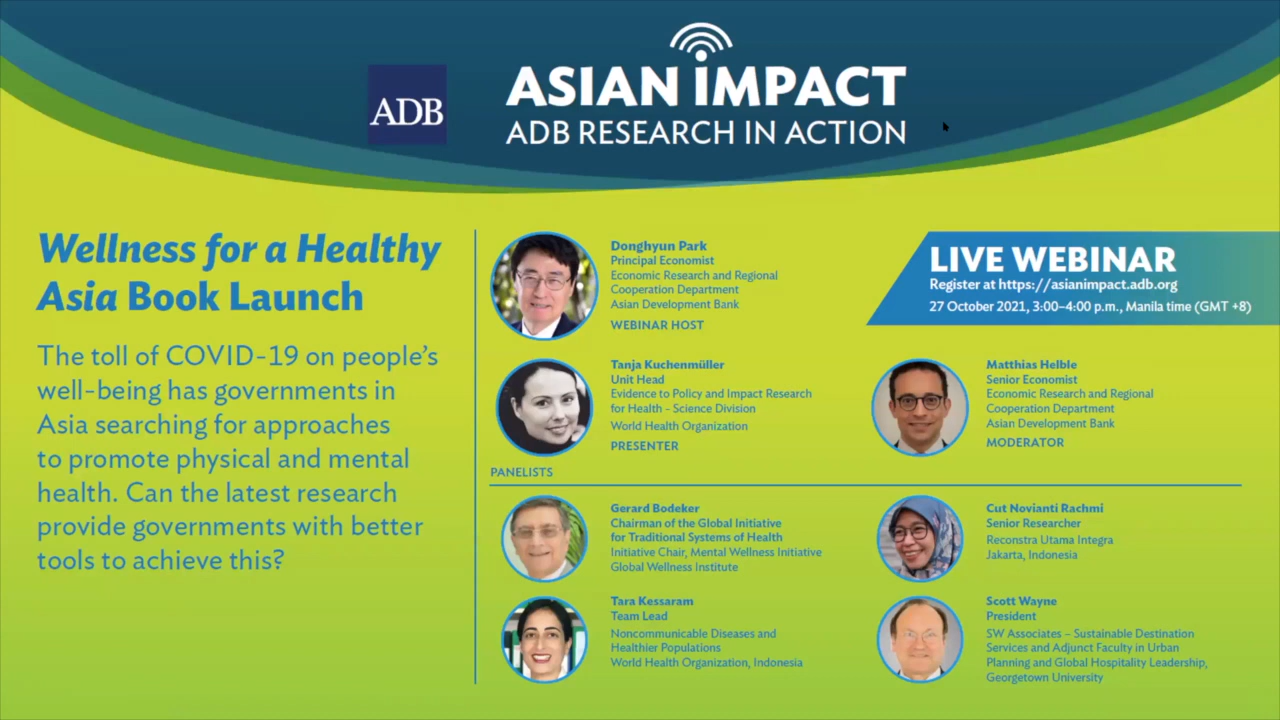 ADB
ASIAN iMPACT
ADB RESEARCH IN ACTION
Wellness for a Healthy
Asia Book Launch
The toll of COVID-19 on people's
well-being has governments in
Asia searching for approaches
to promote physical and mental
health. Can the latest research
provide governments with better
tools to achieve this?
Donghyun Park
Principal Economist
Economic Research and Regional
Cooperation Department
Asian Development Bank
WEBINAR HOST
LIVE WEBINAR
Register at https://asianimpact.adb.org
27 October 2021, 3:00–4:00 p.m., Manila time (GMT +8)
Tanja Kuchenmüller
Unit Head
Evidence to Policy and Impact Research
for Health - Science Division
World Health Organization
PRESENTER
Matthias Helble
Senior Economist
Economic Research and Regional
Cooperation Department
Asian Development Bank
MODERATOR
PANELISTS
Gerard Bodeker
Chairman of the Global Initiative
for Traditional Systems of Health
Initiative Chair, Mental Wellness Initiative
Global Wellness Institute
Cut Novianti Rachmi
Senior Researcher
Reconstra Utama Integra
Jakarta, Indonesia
Tara Kessaram
Team Lead
Noncommunicable Diseases and
Healthier Populations
World Health Organization, Indonesia
Scott Wayne
President
SW Associates – Sustainable Destination
Services and Adjunct Faculty in Urban
Planning and Global Hospitality Leadership,
Georgetown University